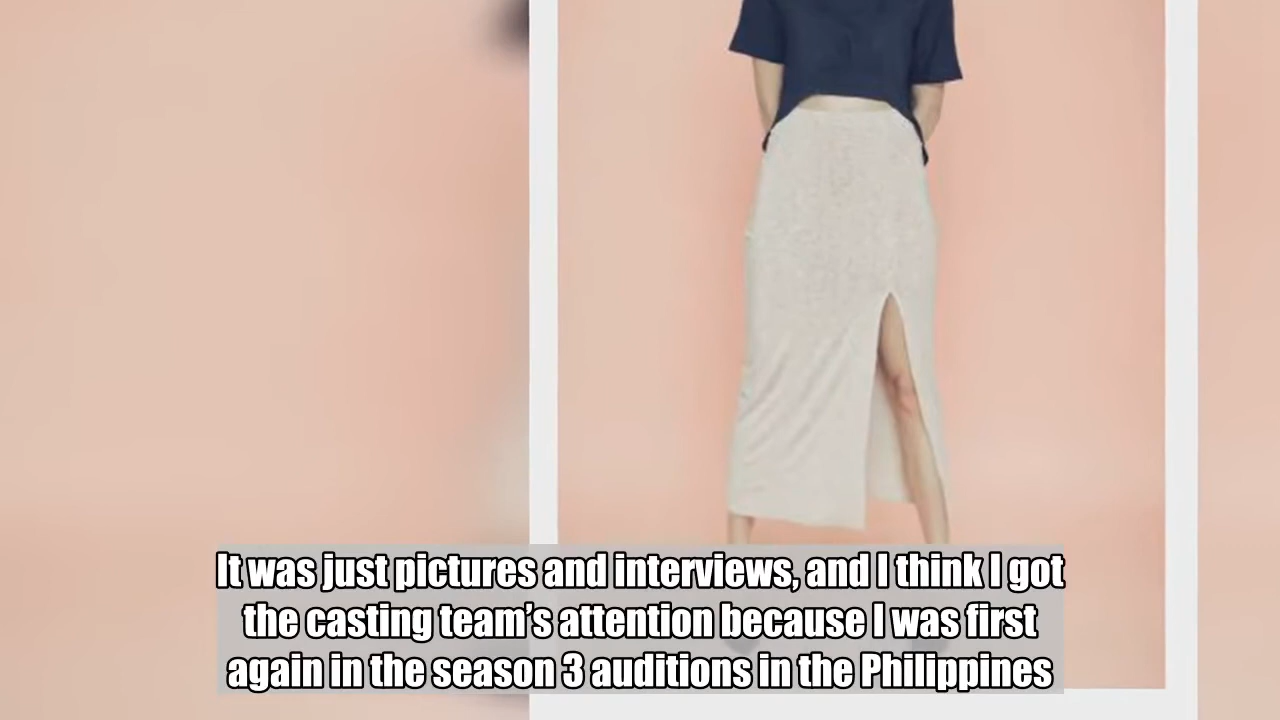 It was just pictures and interviews, and I think I got
the casting team’s attention because I was first
again in the season 3 auditions in the Philippines